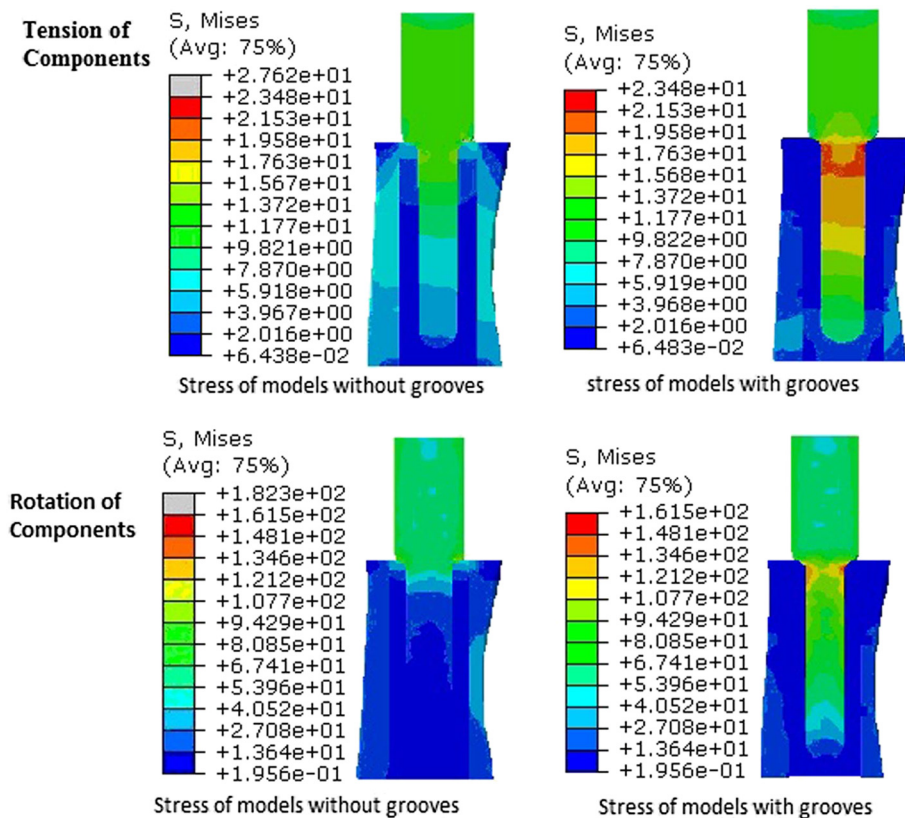 Tension of
Components
S, Mises
(Avg: 75%)
+2.762e+01
+2.348e+01
+2.153e+01
+1.958e+01
+1.763e+01
+1.567e+01
+1.372e+01
+1.177e+01
+9.821e+00
+7.870e+00
+5.918e+00
+3.967e+00
+2.016e+00
+6.438e-02
Stress of models without grooves
S, Mises
(Avg: 75%)
+2.348e+01
+2.153e+01
+1.958e+01
+1.763e+01
+1.568e+01
+1.372e+01
+1.177e+01
+9.822e+00
+7.870e+00
+5.919e+00
+3.968e+00
+2.016e+00
+6.483e-02
stress of models with grooves
Rotation of
Components
S, Mises
(Avg: 75%)
+1.823e+02
+1.615e+02
+1.481e+02
+1.346e+02
+1.212e+02
+1.077e+02
+9.429e+01
+8.085e+01
+6.741e+01
+5.396e+01
+4.052e+01
+2.708e+01
+1.364e+01
+1.956e-01
Stress of models without grooves
S, Mises
(Avg: 75%)
+1.615e+02
+1.481e+02
+1.346e+02
+1.212e+02
+1.077e+02
+9.429e+01
+8.085e+01
+6.741e+01
+5.396e+01
+4.052e+01
+2.708e+01
+1.364e+01
+1.956e-01
Stress of models with grooves